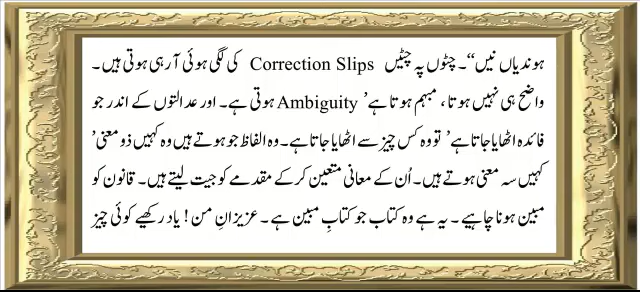 ہوندیاں نیں“۔ چٹوں پہ چٹیں Correction Slips کی لگی ہوئی آ رہی ہوتی ہیں۔
واضح ہی نہیں ہوتا، مبہم ہوتا ہے’ Ambiguity ہوتی ہے۔ اور عدالتوں کے اندر جو
فائدہ اٹھایا جاتا ہے’ تو وہ کس چیز سے اٹھایا جاتا ہے۔ وہ الفاظ جو ہوتے ہیں وہ کہیں ذو معنی’
کہیں سہ معنی ہوتے ہیں۔ اُن کے معانی متعین کر کے مقدمے کو جیت لیتے ہیں۔ قانون کو
مبین ہونا چاہیے۔ یہ ہے وہ کتاب جو کتابِ مبین ہے۔ عزیزانِ من! یاد رکھیے کوئی چیز